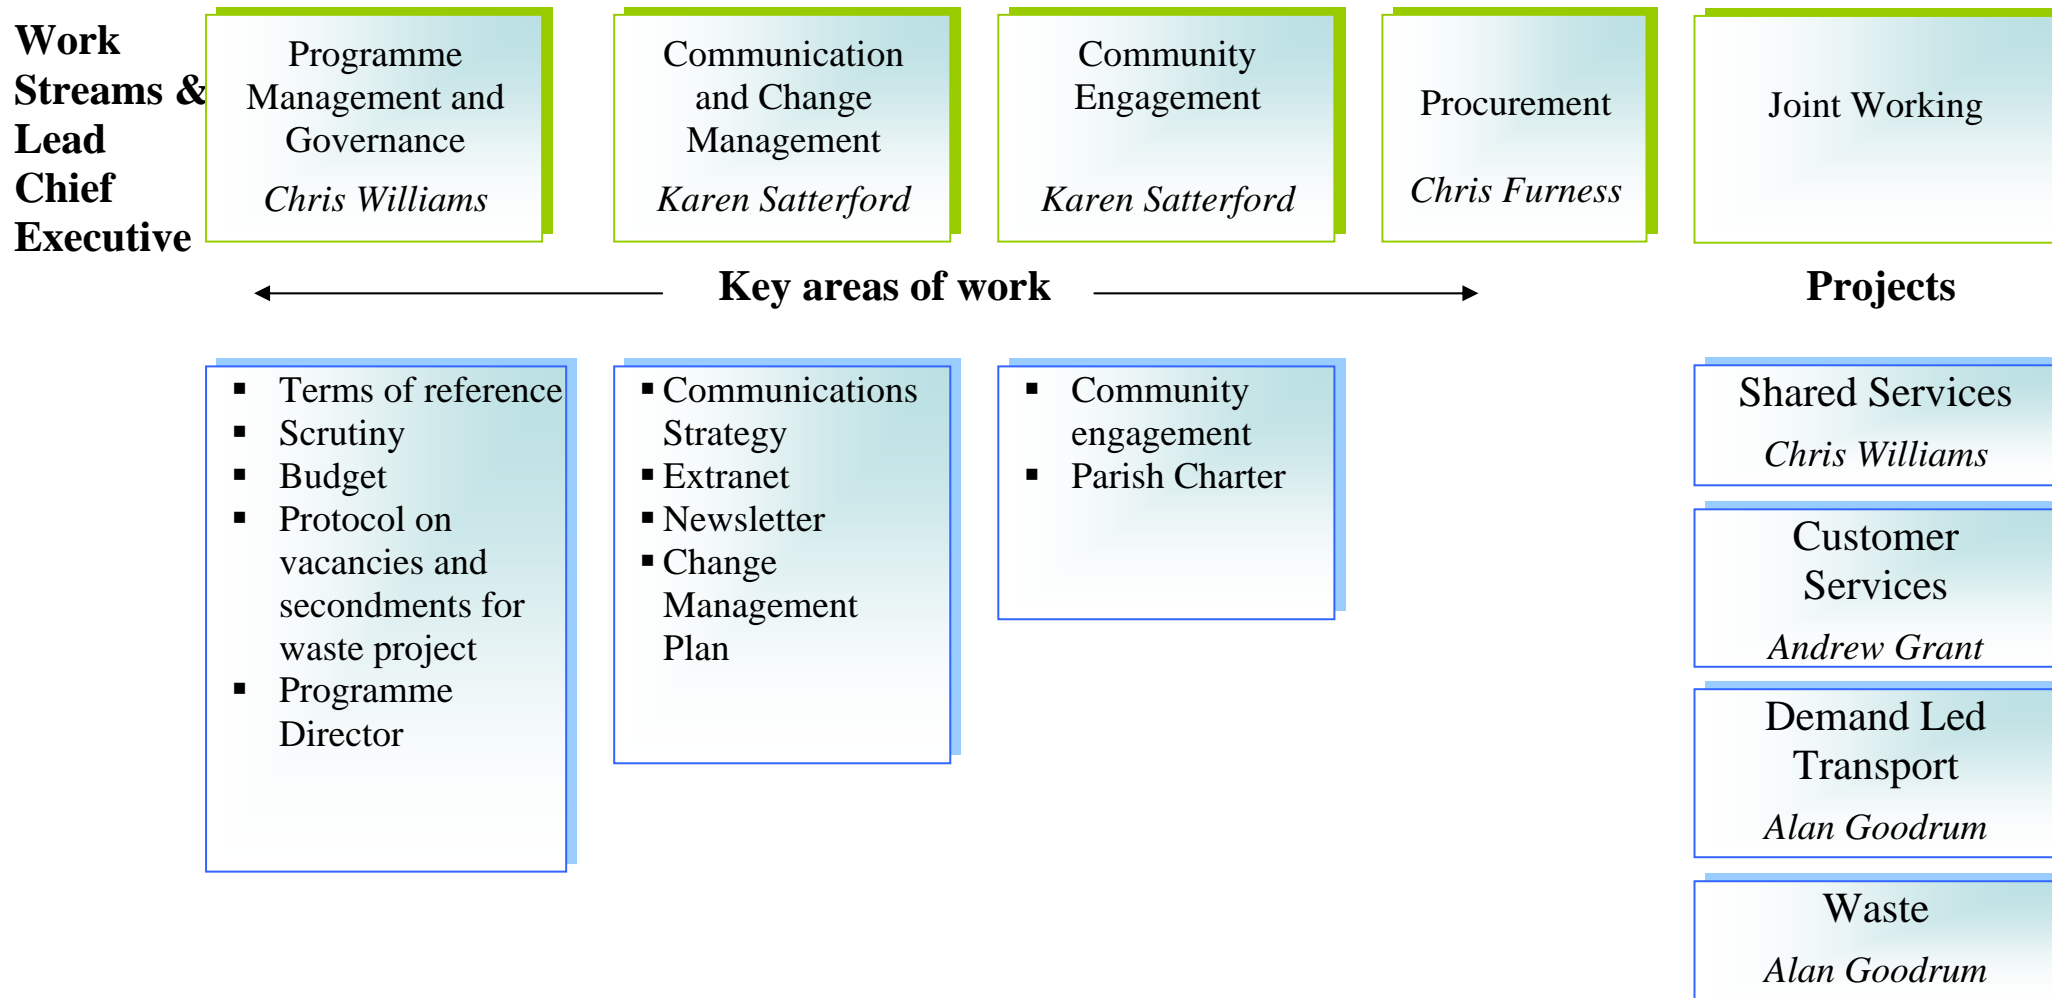 Work
Streams &
Lead
Chief
Executive
Programme
Management and
Governance
Chris Williams
Communication
and Change
Management
Karen Satterford
Community
Engagement
Karen Satterford
Procurement
Chris Furness
Joint Working
Key areas of work
Projects
▪ Terms of reference
▪ Scrutiny
▪ Budget
▪ Protocol on
vacancies and
secondments for
waste project
▪ Programme
Director
▪ Communications
Strategy
▪ Extranet
▪ Newsletter
▪ Change
Management
Plan
▪ Community
engagement
▪ Parish Charter
Shared Services
Chris Williams
Customer
Services
Andrew Grant
Demand Led
Transport
Alan Goodrum
Waste
Alan Goodrum